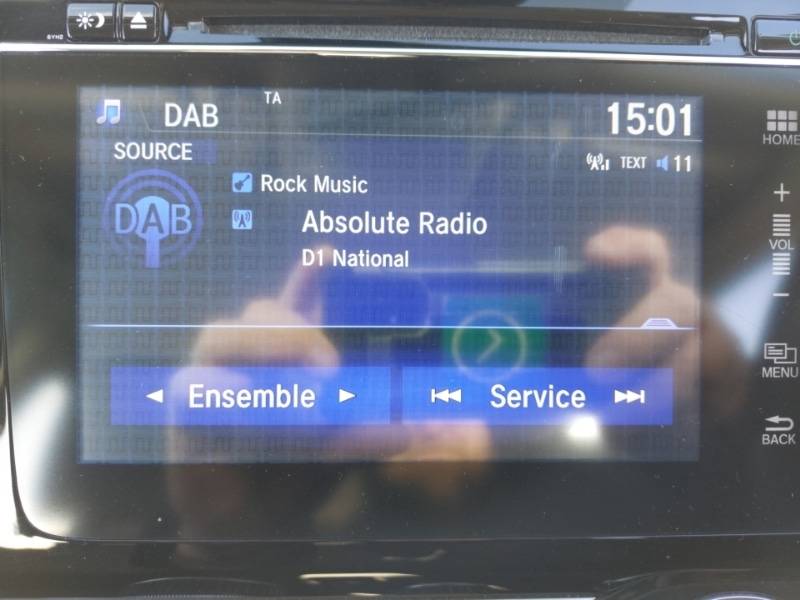 DAB TA 15:01
SOURCE TEXT 11
DAB
Rock Music
Absolute Radio
D1 National
Ensemble Service
HOME
+
VOL
-
MENU
BACK